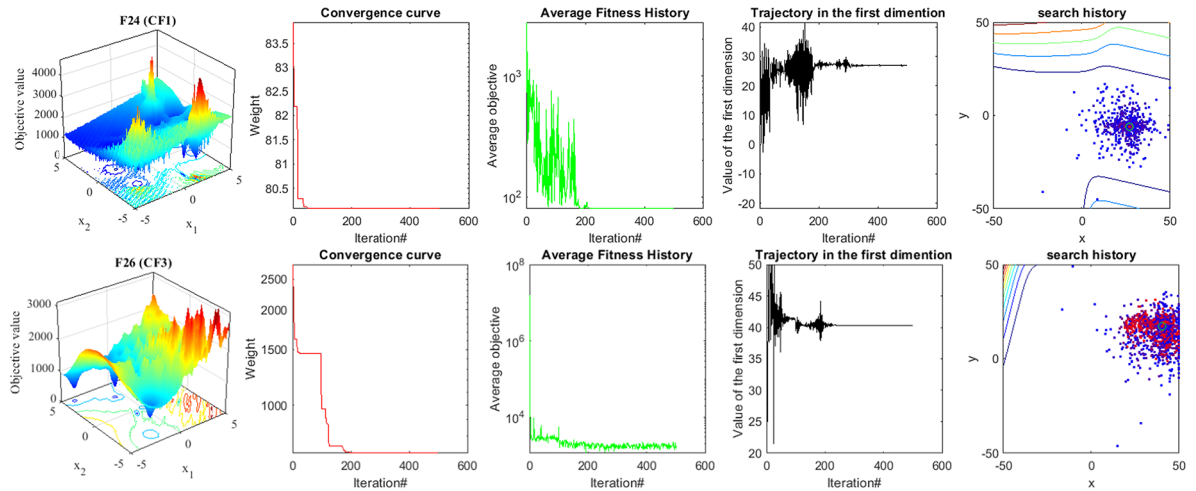 F24 (CF1)
Objective value
4000
3000
2000
1000
0
5
0
-5
x2
-5
0
5
x1
Convergence curve
Weight
83.5
83
82.5
82
81.5
81
80.5
0
200
400
600
Iteration#
Average Fitness History
Average objective
10^3
10^2
0
200
400
600
Iteration#
Trajectory in the first dimention
Value of the first dimension
40
30
20
10
0
-10
-20
0
200
400
600
Iteration#
search history
y
50
0
-50
-50
0
50
x
F26 (CF3)
Objective value
3000
2000
1000
0
5
0
-5
x2
-5
0
5
x1
Convergence curve
Weight
2500
2000
1500
1000
0
200
400
600
Iteration#
Average Fitness History
Average objective
10^8
10^6
10^4
0
200
400
600
Iteration#
Trajectory in the first dimention
Value of the first dimension
50
45
40
35
30
25
20
0
200
400
600
Iteration#
search history
y
50
0
-50
-50
0
50
x